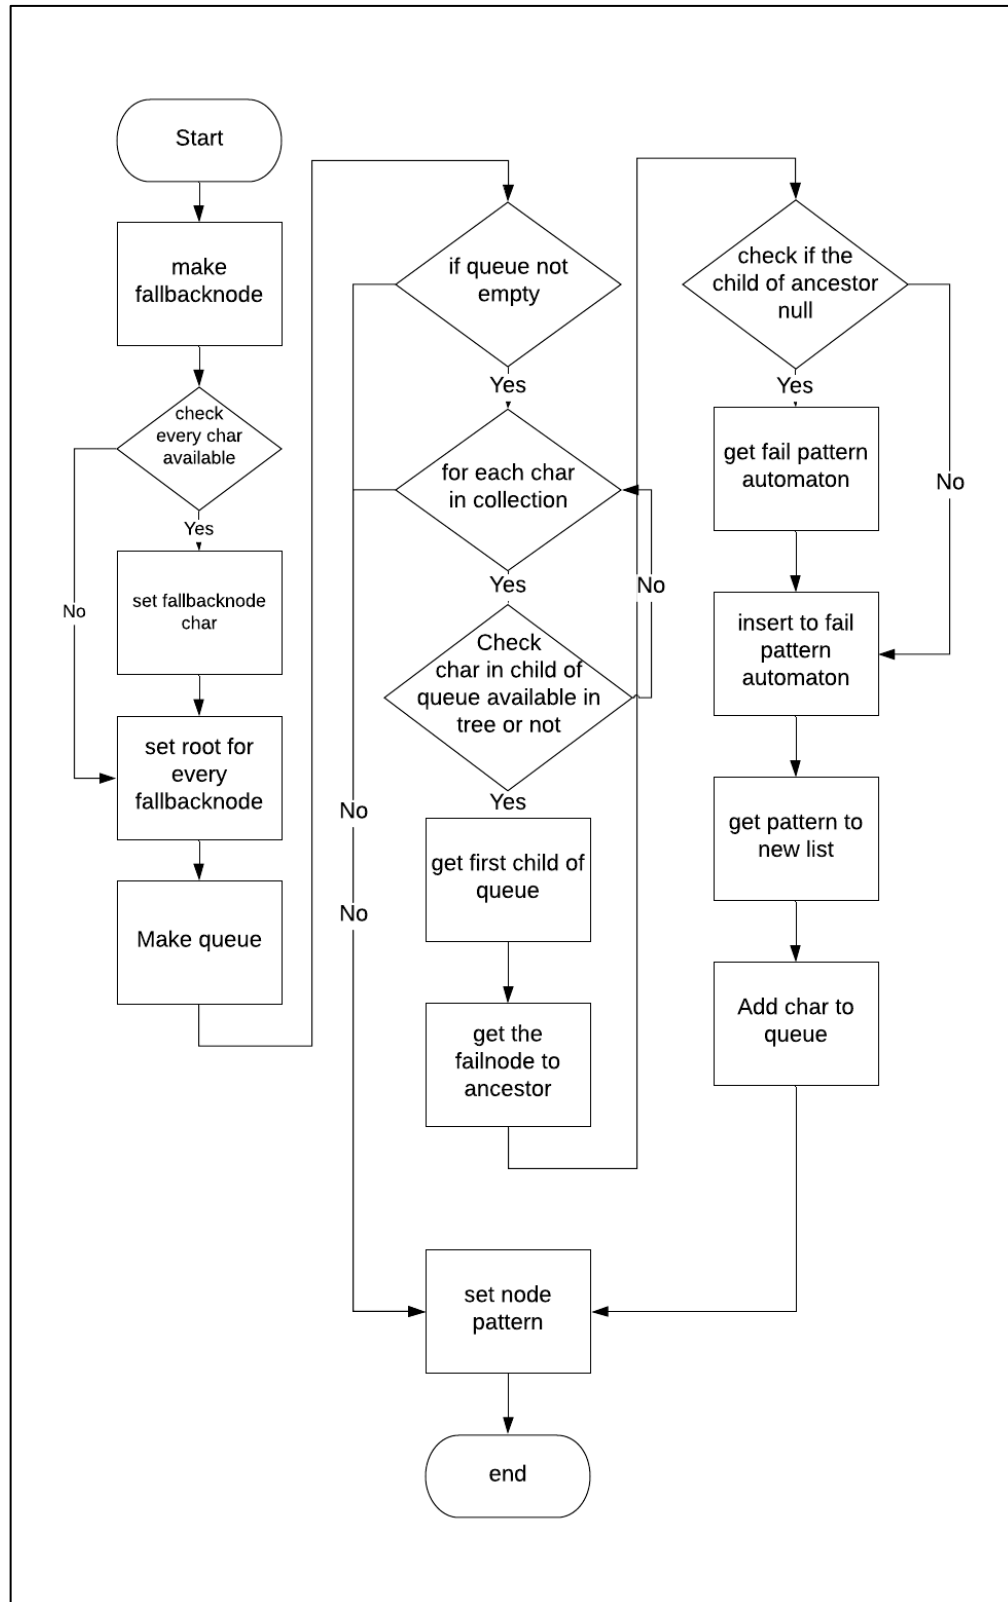 Start
make
fallbacknode
check
every char
available
Yes
No
set fallbacknode
char
set root for
every
fallbacknode
Make queue
if queue not
empty
Yes
for each char
in collection
Yes
No
Check
char in child of
queue available in
tree or not
Yes
No
No
get first child of
queue
get the
failnode to
ancestor
check if the
child of ancestor
null
Yes
No
get fail pattern
automaton
insert to fail
pattern
automaton
get pattern to
new list
Add char to
queue
set node
pattern
end